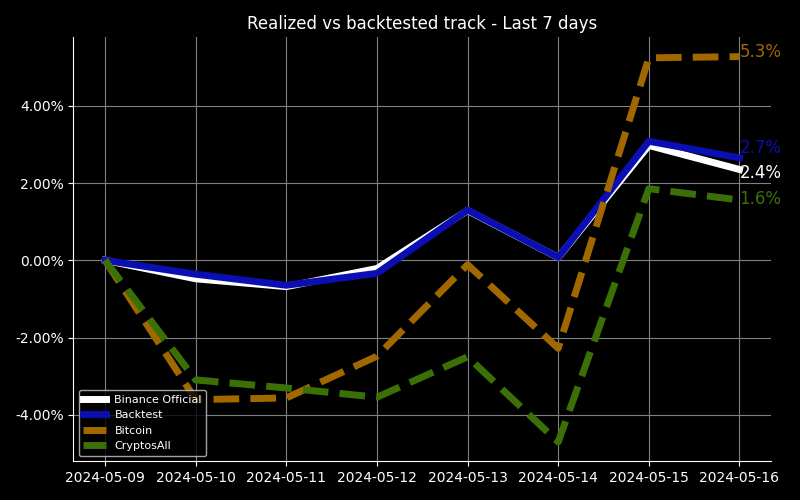 Realized vs backtested track - Last 7 days
5.3%
4.00%
2.7%
2.00%
2.4%
1.6%
0.00%
-2.00%
-4.00%
Binance Official
Backtest
Bitcoin
CryptosAll
2024-05-09 2024-05-10 2024-05-11 2024-05-12 2024-05-13 2024-05-14 2024-05-15 2024-05-16